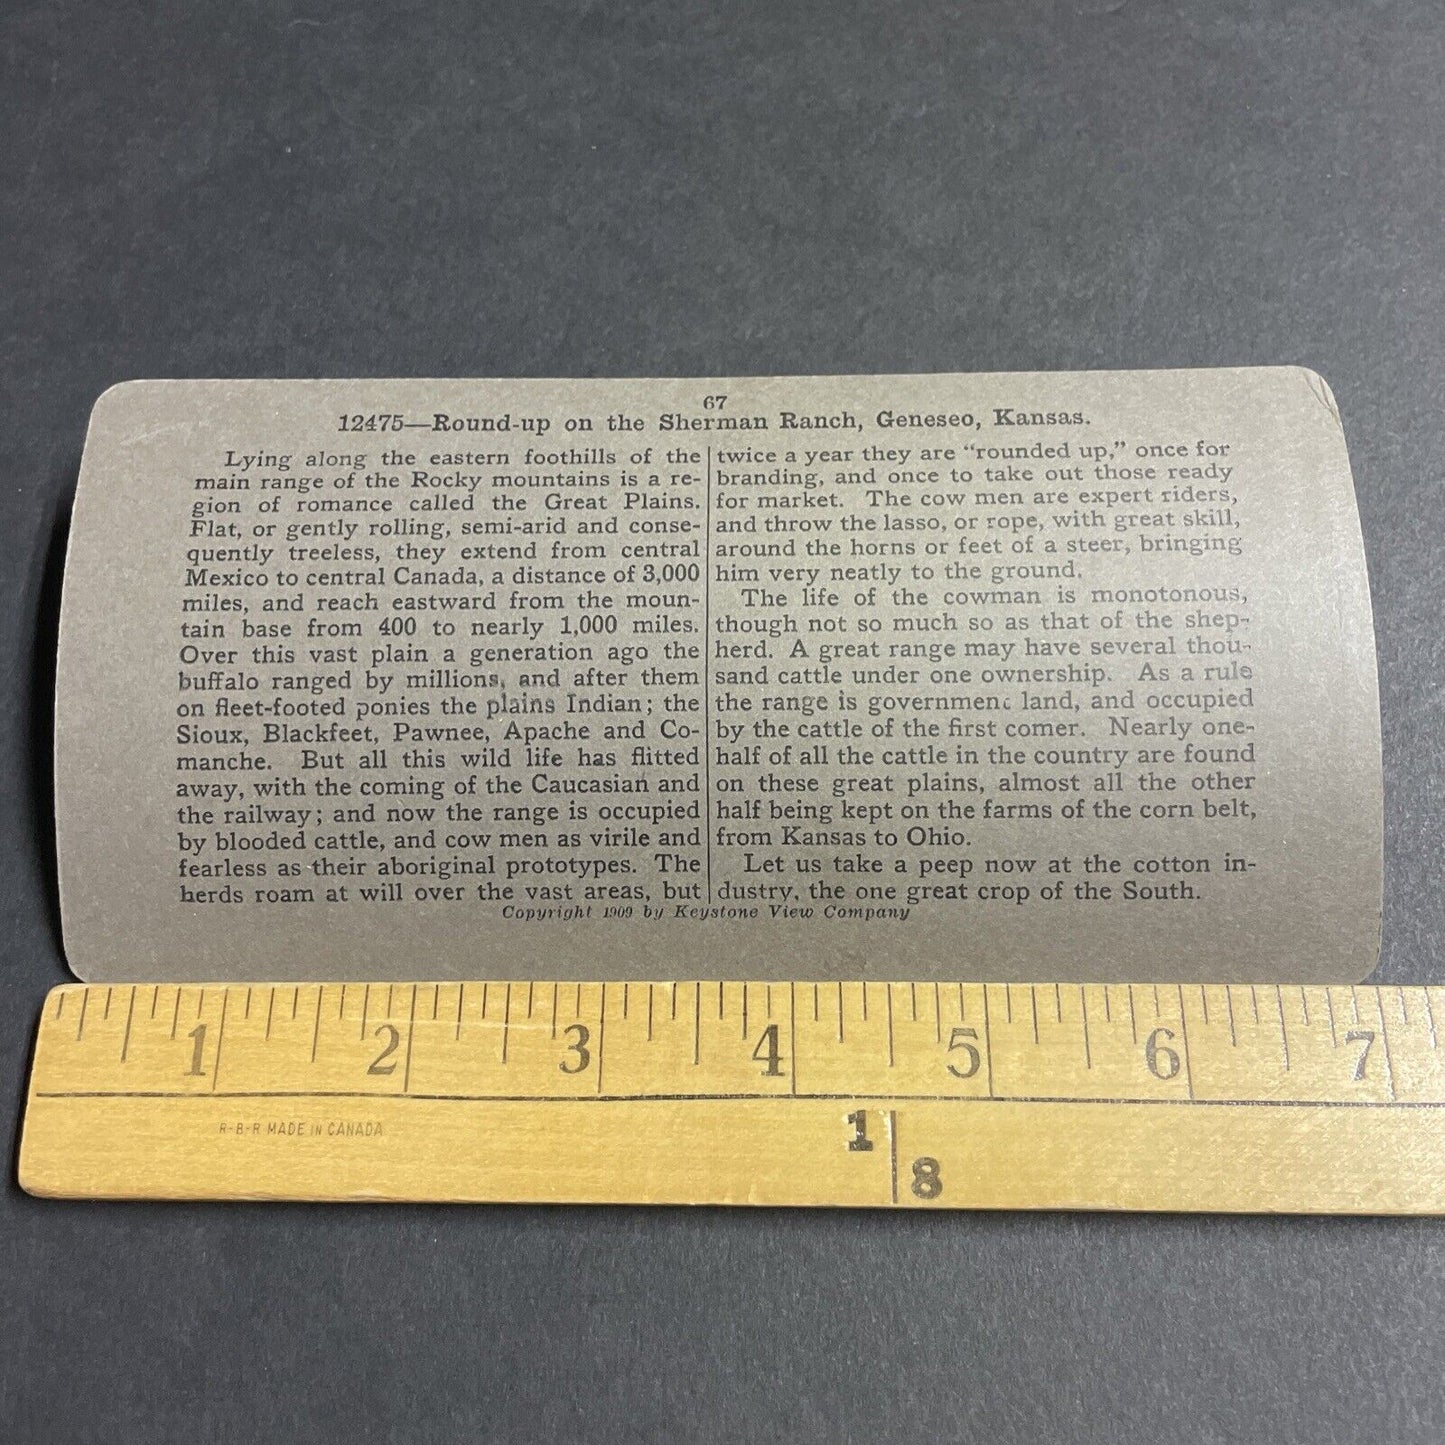 67
12475—Round-up on the Sherman Ranch, Geneseo, Kansas.
Lying along the eastern foothills of the
main range of the Rocky mountains is a re-
gion of romance called the Great Plains.
Flat, or gently rolling, semi-arid and conse-
quently treeless, they extend from central
Mexico to central Canada, a distance of 3,000
miles, and reach eastward from the moun-
tain base from 400 to nearly 1,000 miles.
Over this vast plain a generation ago the
buffalo ranged by millions, and after them
on fleet-footed ponies the plains Indian; the
Sioux, Blackfeet, Pawnee, Apache and Co-
manche. But all this wild life has flitted
away, with the coming of the Caucasian and
the railway; and now the range is occupied
by blooded cattle, and cow men as virile and
fearless as their aboriginal prototypes. The
herds roam at will over the vast areas, but
twice a year they are "rounded up," once for
branding, and once to take out those ready
for market. The cow men are expert riders,
and throw the lasso, or rope, with great skill,
around the horns or feet of a steer, bringing
him very neatly to the ground.
The life of the cowman is monotonous,
though not so much so as that of the shep-
herd. A great range may have several thou-
sand cattle under one ownership. As a rule
the range is government land, and occupied
by the cattle of the first comer. Nearly one-
half of all the cattle in the country are found
on these great plains, almost all the other
half being kept on the farms of the corn belt,
from Kansas to Ohio.
Let us take a peep now at the cotton in-
dustry, the one great crop of the South.
Copyright 1909 by Keystone View Company
1 2 3 4 5 6 7
R-B-R MADE IN CANADA
1
8